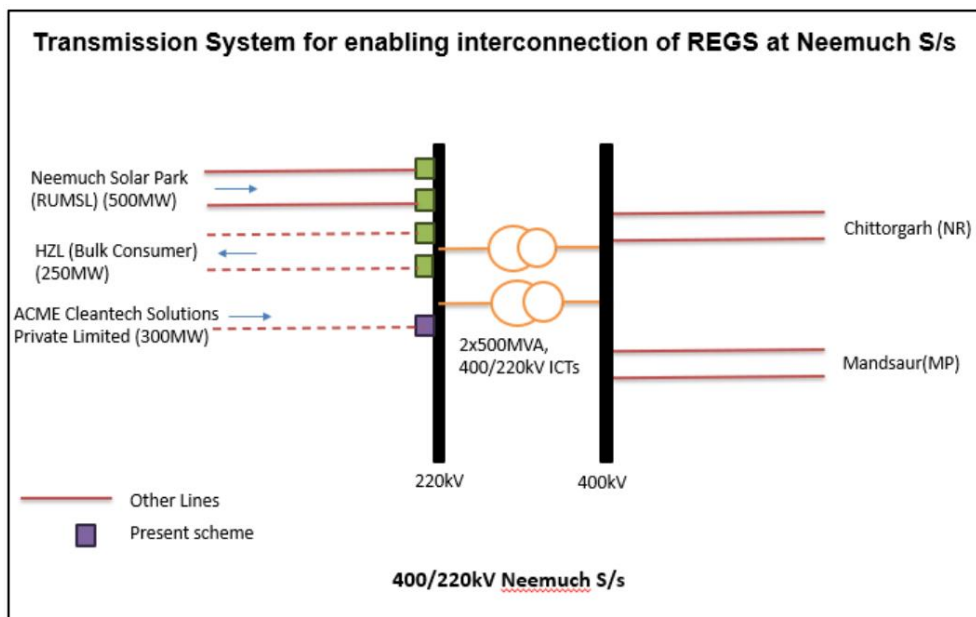 Transmission System for enabling interconnection of REGS at Neemuch S/s
Neemuch Solar Park
(RUMSL) (500MW)
HZL (Bulk Consumer)
(250MW)
ACME Cleantech Solutions
Private Limited (300MW)
2x500MVA,
400/220kV ICTs
Chittorgarh (NR)
Mandsaur(MP)
220kV
400kV
Other Lines
Present scheme
400/220kV Neemuch S/s